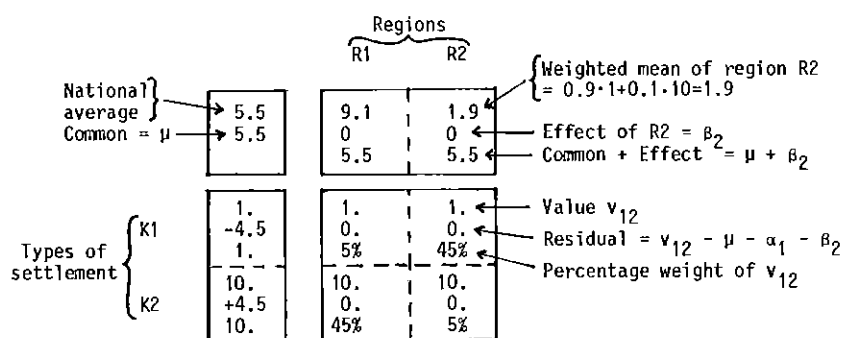 Regions
R1 R2
National average
Common = μ
5.5
5.5
9.1 1.9
0 0
5.5 5.5
Weighted mean of region R2
= 0.9·1+0.1·10=1.9
Effect of R2 = β2
Common + Effect = μ + β2
Types of settlement
K1
1. 1. 1.
-4.5 0. 0.
1. 5% 45%
Value v12
Residual = v12 - μ - α1 - β2
Percentage weight of v12
K2
10. 10. 10.
+4.5 0. 0.
10. 45% 5%